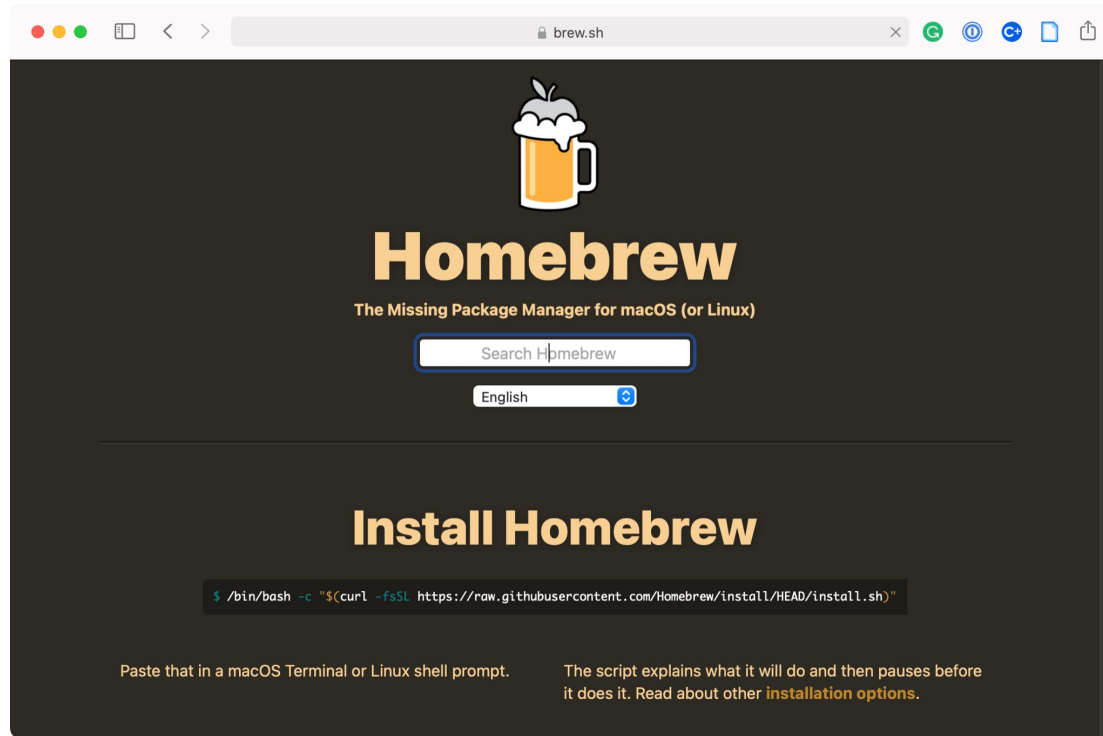 brew.sh
Homebrew
The Missing Package Manager for macOS (or Linux)
Search Homebrew
English
Install Homebrew
$ /bin/bash -c "$(curl -fsSL https://raw.githubusercontent.com/Homebrew/install/HEAD/install.sh)"
Paste that in a macOS Terminal or Linux shell prompt.
The script explains what it will do and then pauses before
it does it. Read about other installation options.